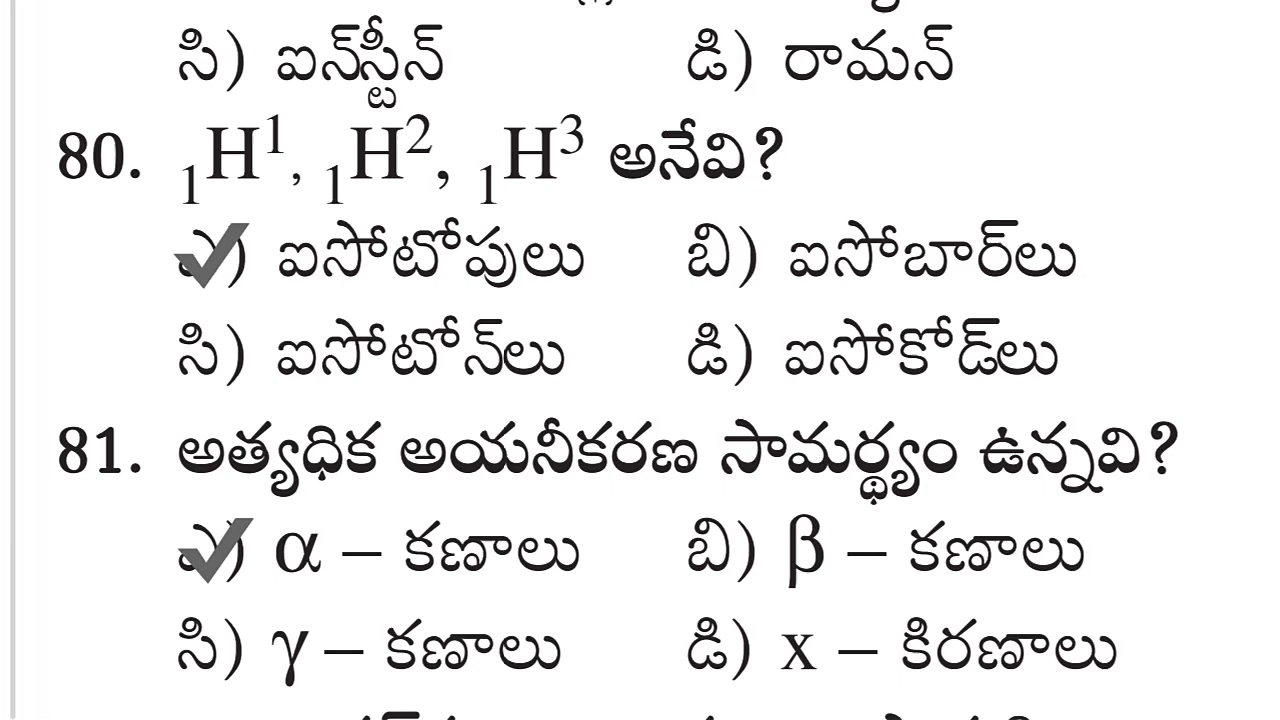 సి) ఐన్‌స్టీన్ డి) రామన్
80. ₁H¹, ₁H², ₁H³ అనేవి?
ఎ) ఐసోటోపులు బి) ఐసోబార్‌లు
సి) ఐసోటోన్‌లు డి) ఐసోకోడ్‌లు
81. అత్యధిక అయనీకరణ సామర్థ్యం ఉన్నవి?
ఎ) α – కణాలు బి) β – కణాలు
సి) γ – కణాలు డి) x – కిరణాలు